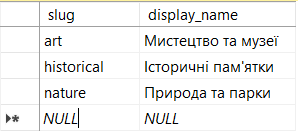 slug display_name
art Мистецтво та музеї
historical Історичні пам'ятки
nature Природа та парки
NULL NULL